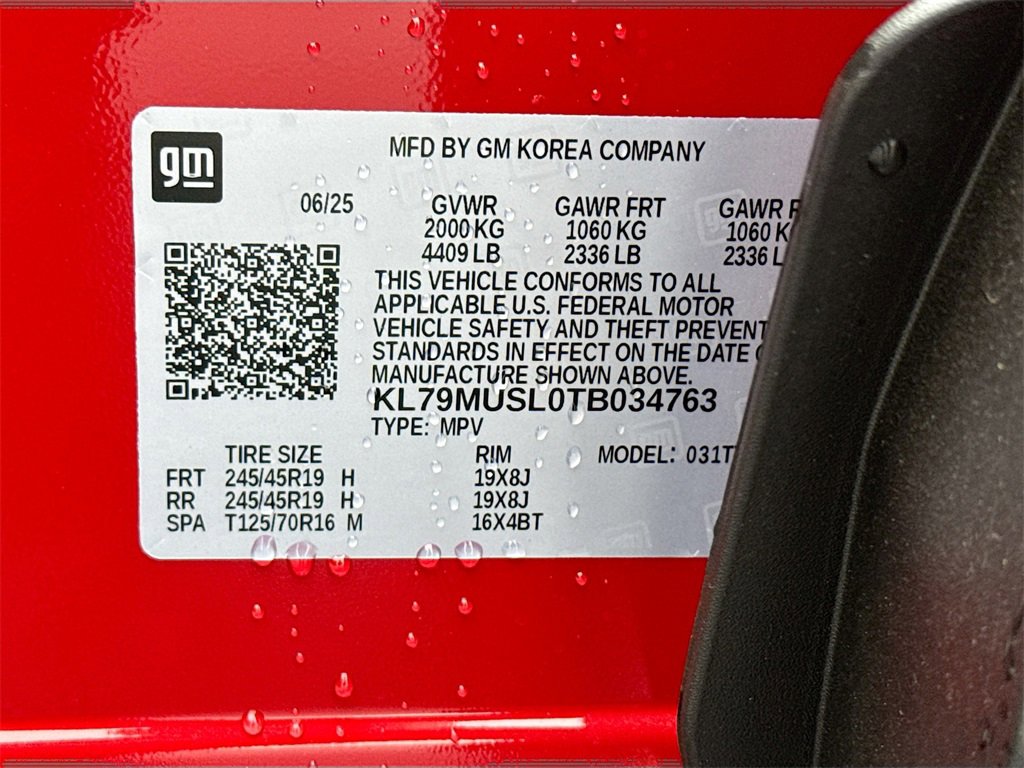 gm
MFD BY GM KOREA COMPANY
06/25 GVWR GAWR FRT GAWR
2000 KG 1060 KG 1060 K
4409 LB 2336 LB 2336 L
THIS VEHICLE CONFORMS TO ALL
APPLICABLE U.S. FEDERAL MOTOR
VEHICLE SAFETY AND THEFT PREVENT
STANDARDS IN EFFECT ON THE DATE
MANUFACTURE SHOWN ABOVE.
KL79MUSL0TB034763
TYPE: MPV
TIRE SIZE RIM MODEL: 031T
FRT 245/45R19 H 19X8J
RR 245/45R19 H 19X8J
SPA T125/70R16 M 16X4BT